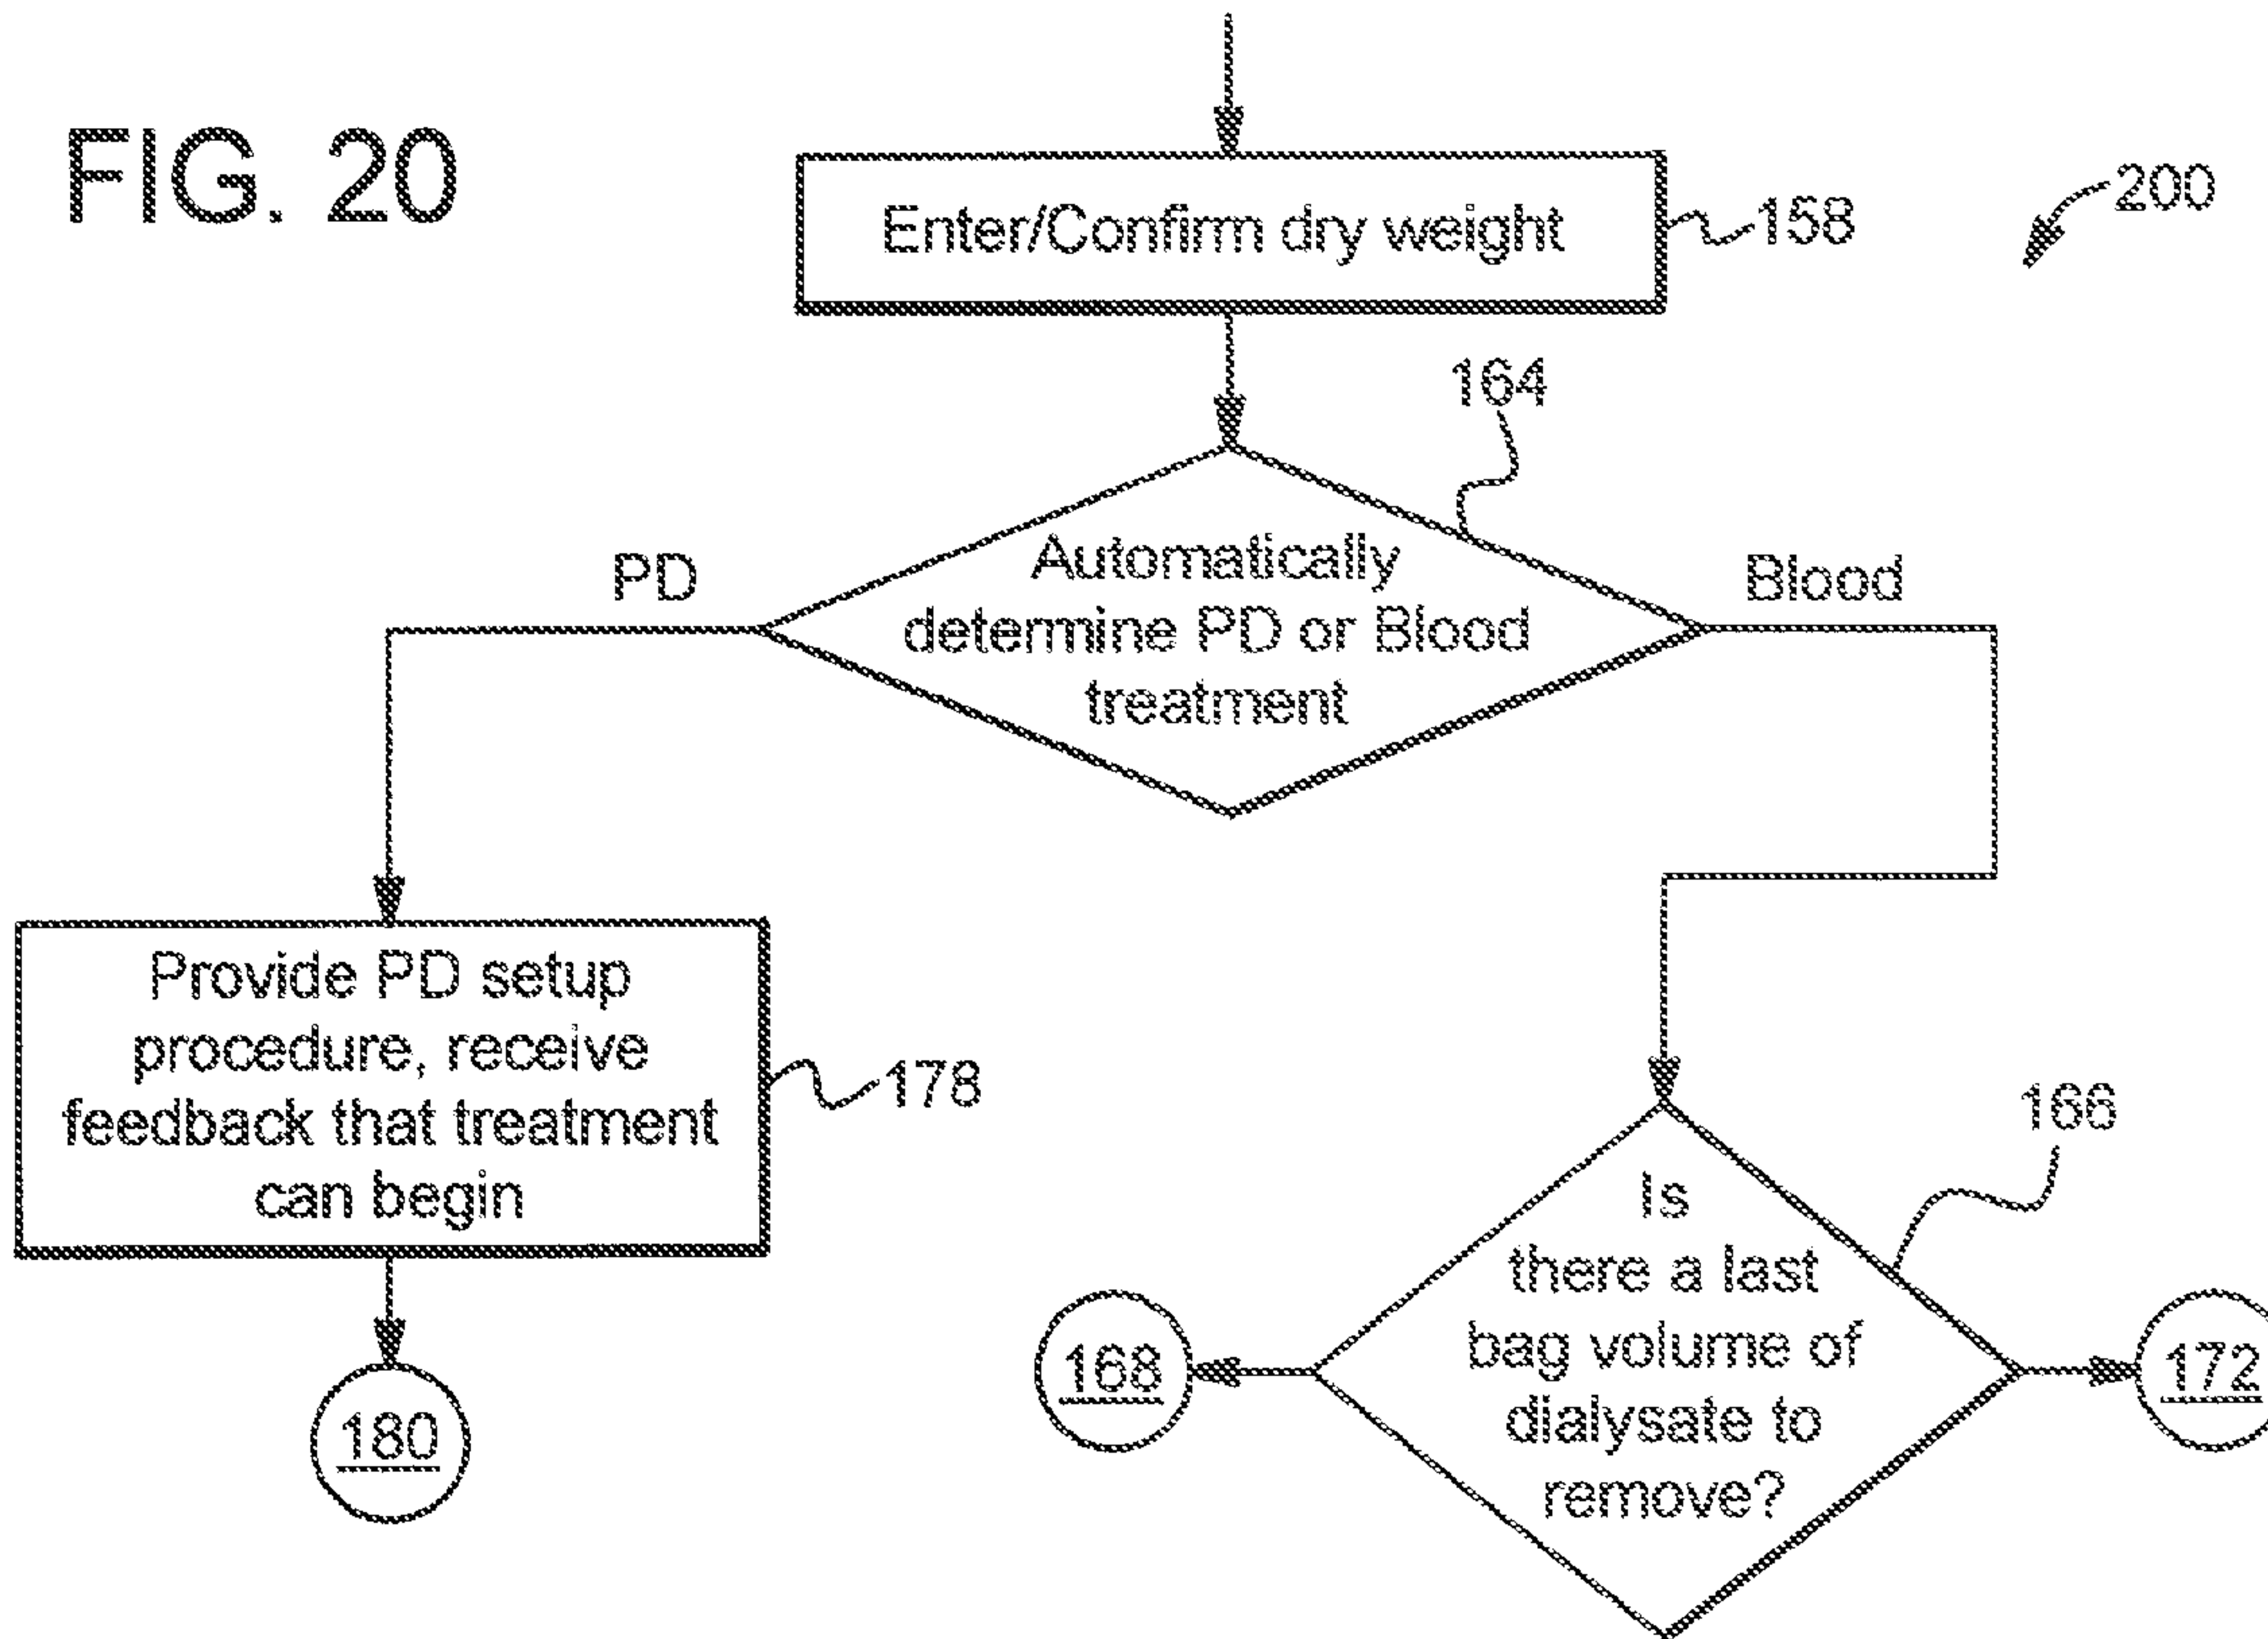 FIG. 20
Enter/Confirm dry weight
158
200
164
Automatically
determine PD or Blood
treatment
PD
Blood
Provide PD setup
procedure, receive
feedback that treatment
can begin
178
166
Is
there a last
bag volume of
dialysate to
remove?
168
172
180